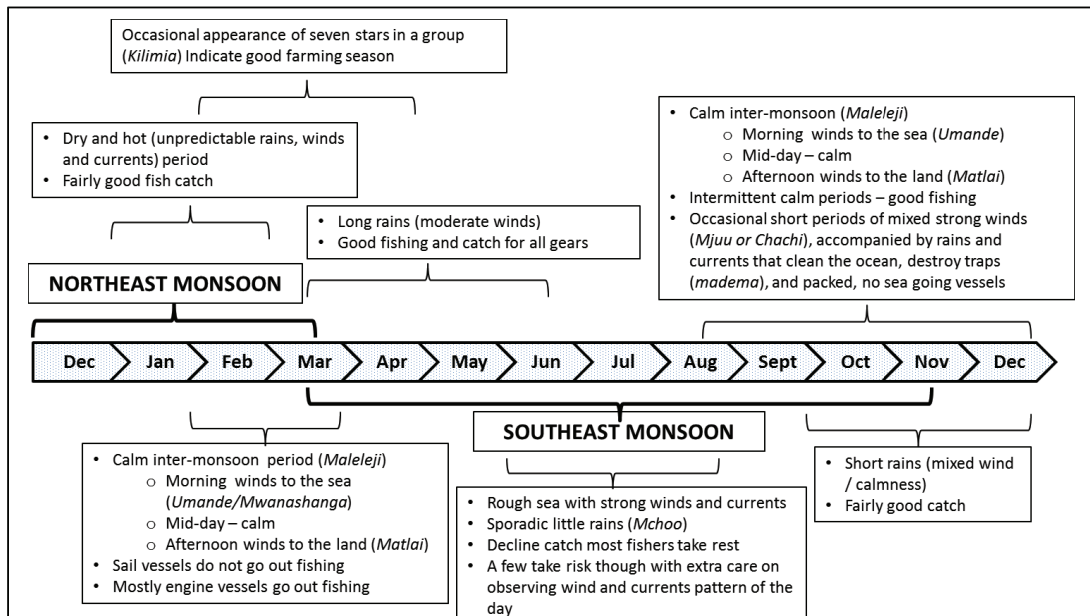 Occasional appearance of seven stars in a group
(Kilimia) Indicate good farming season
• Dry and hot (unpredictable rains, winds
and currents) period
• Fairly good fish catch
• Long rains (moderate winds)
• Good fishing and catch for all gears
• Calm inter-monsoon (Maleleji)
o Morning winds to the sea (Umande)
o Mid-day – calm
o Afternoon winds to the land (Matlai)
• Intermittent calm periods – good fishing
• Occasional short periods of mixed strong winds
(Mjuu or Chachi), accompanied by rains and
currents that clean the ocean, destroy traps
(madema), and packed, no sea going vessels
NORTHEAST MONSOON
Dec Jan Feb Mar Apr May Jun Jul Aug Sept Oct Nov Dec
SOUTHEAST MONSOON
• Calm inter-monsoon period (Maleleji)
o Morning winds to the sea
(Umande/Mwanashanga)
o Mid-day – calm
o Afternoon winds to the land (Matlai)
• Sail vessels do not go out fishing
• Mostly engine vessels go out fishing
• Rough sea with strong winds and currents
• Sporadic little rains (Mchoo)
• Decline catch most fishers take rest
• A few take risk though with extra care on
observing wind and currents pattern of the
day
• Short rains (mixed wind
/ calmness)
• Fairly good catch